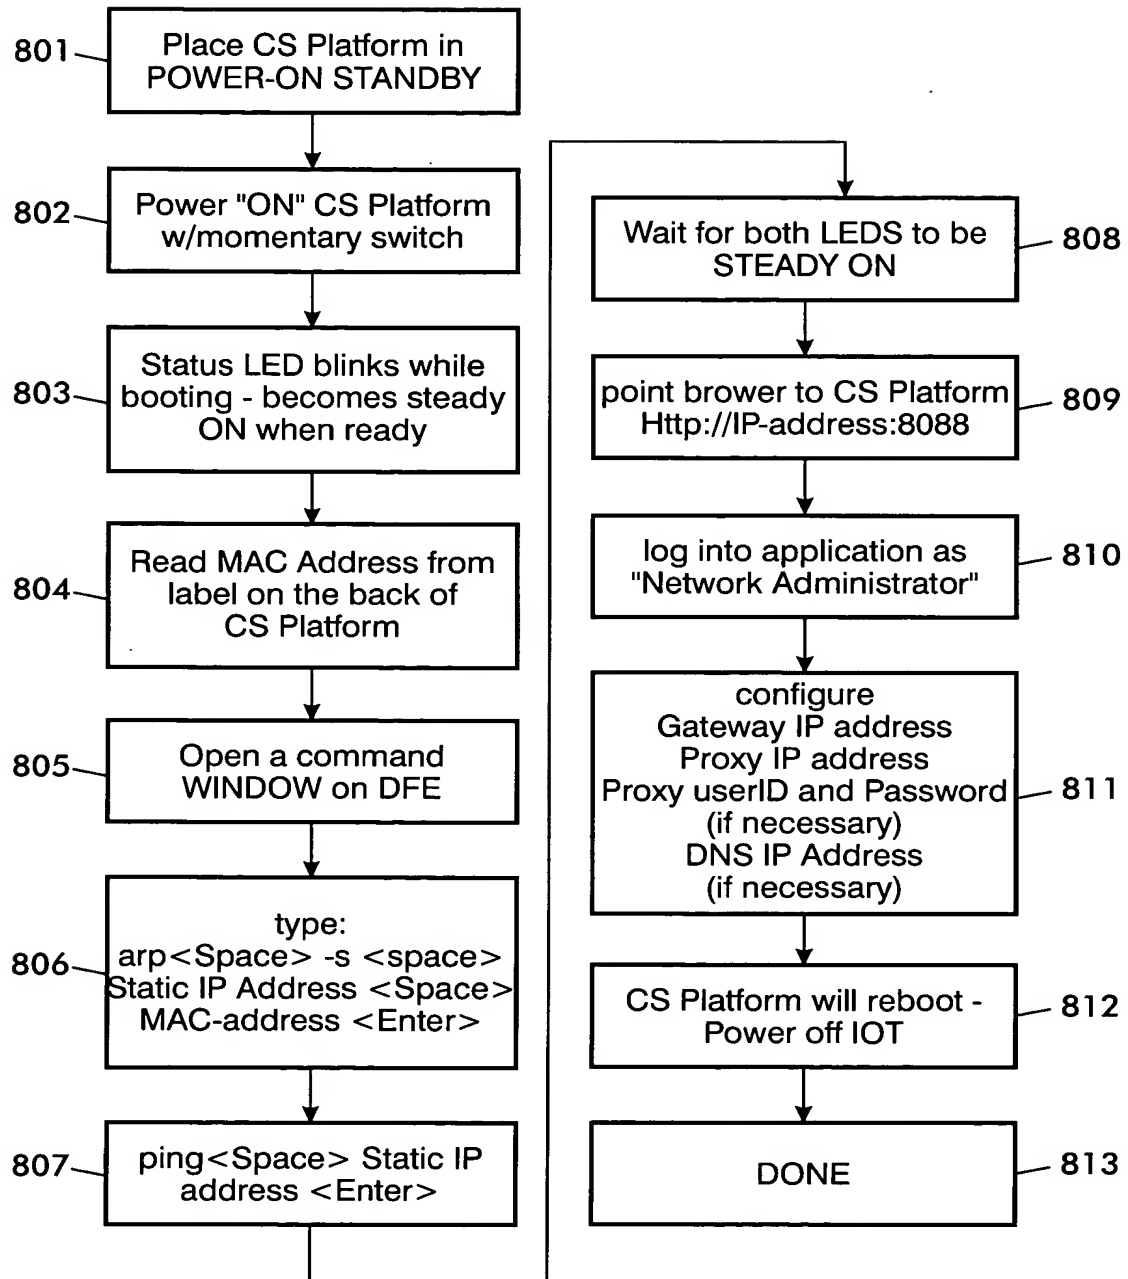 801
Place CS Platform in
POWER-ON STANDBY
802
Power "ON" CS Platform
w/momentary switch
803
Status LED blinks while
booting - becomes steady
ON when ready
804
Read MAC Address from
label on the back of
CS Platform
805
Open a command
WINDOW on DFE
806
type:
arp<Space> -s <space>
Static IP Address <Space>
MAC-address <Enter>
807
ping<Space> Static IP
address <Enter>
Wait for both LEDS to be
STEADY ON
808
point brower to CS Platform
Http://IP-address:8088
809
log into application as
"Network Administrator"
810
configure
Gateway IP address
Proxy IP address
Proxy userID and Password
(if necessary)
DNS IP Address
(if necessary)
811
CS Platform will reboot -
Power off IOT
812
DONE
813